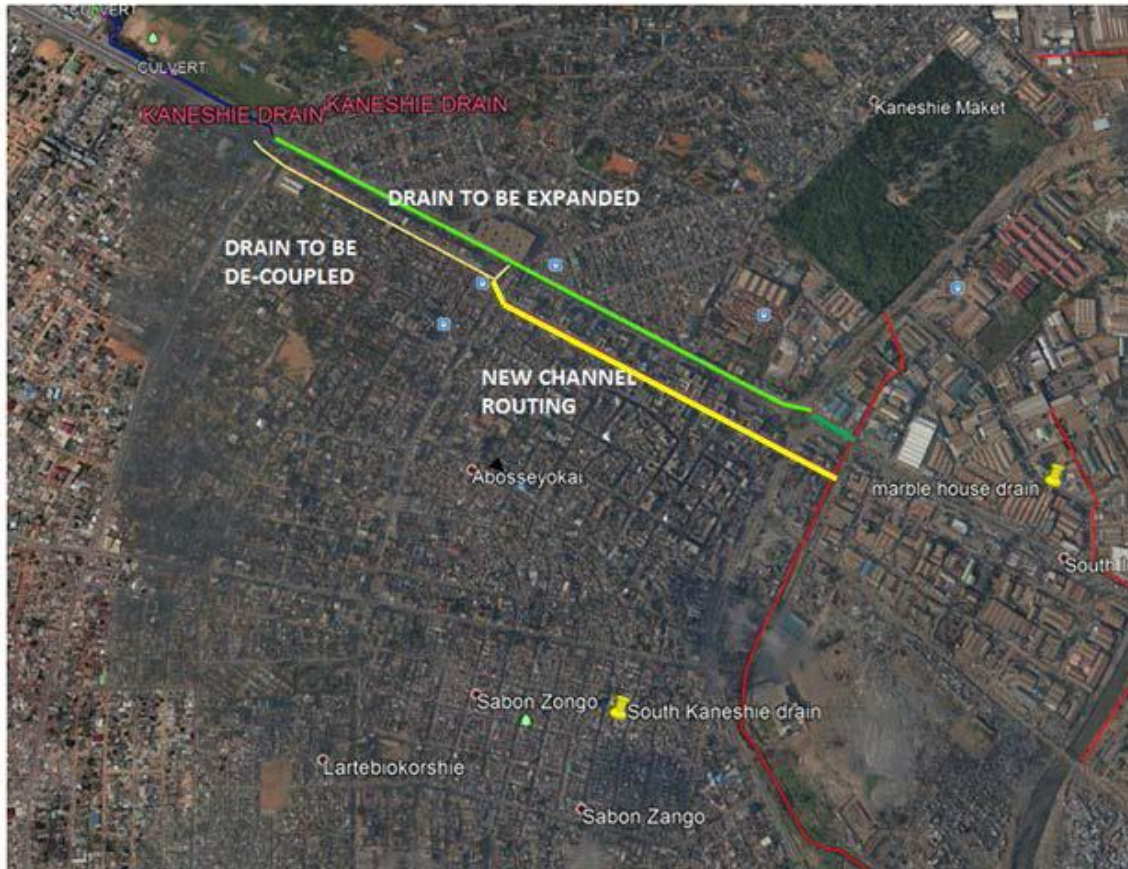 CULVERT
CULVERT
KANESHIE DRAIN
KANESHIE DRAIN
Kaneshie Maket
DRAIN TO BE EXPANDED
DRAIN TO BE
DE-COUPLED
NEW CHANNEL
ROUTING
Abosseyokai
marble house drain
South
Sabon Zongo
South Kaneshie drain
Lartebiokorshie
Sabon Zango